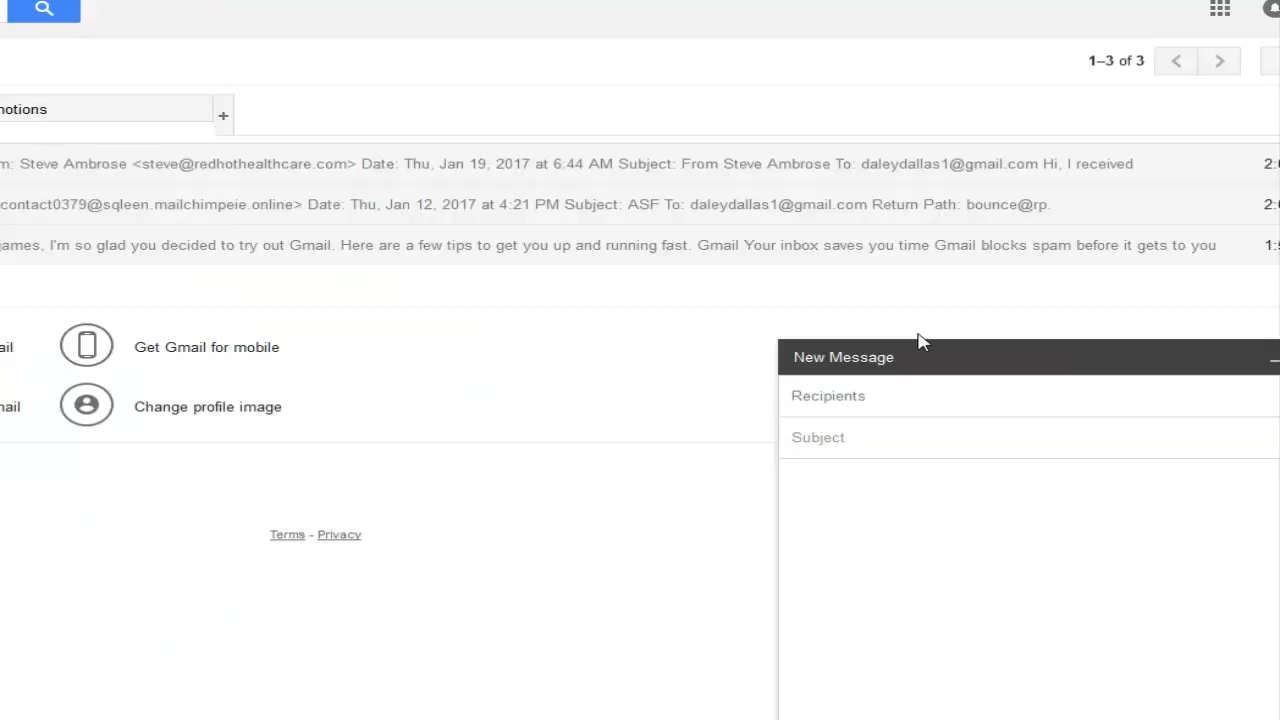 1–3 of 3
notions
+
m: Steve Ambrose <steve@redhothealthcare.com> Date: Thu, Jan 19, 2017 at 6:44 AM Subject: From Steve Ambrose To: daleydallas1@gmail.com Hi, I received 2:
contact0379@sqleen.mailchimpeie.online> Date: Thu, Jan 12, 2017 at 4:21 PM Subject: ASF To: daleydallas1@gmail.com Return Path: bounce@rp. 2:
james, I'm so glad you decided to try out Gmail. Here are a few tips to get you up and running fast. Gmail Your inbox saves you time Gmail blocks spam before it gets to you 1:
ail Get Gmail for mobile
nail Change profile image
New Message
Recipients
Subject
Terms - Privacy